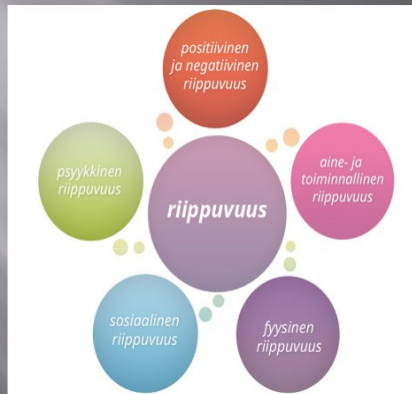 positiivinen
ja negatiivinen
riippuvuus
psyykkinen
riippuvuus
aine- ja
toiminnallinen
riippuvuus
riippuvuus
sosiaalinen
riippuvuus
fyysinen
riippuvuus